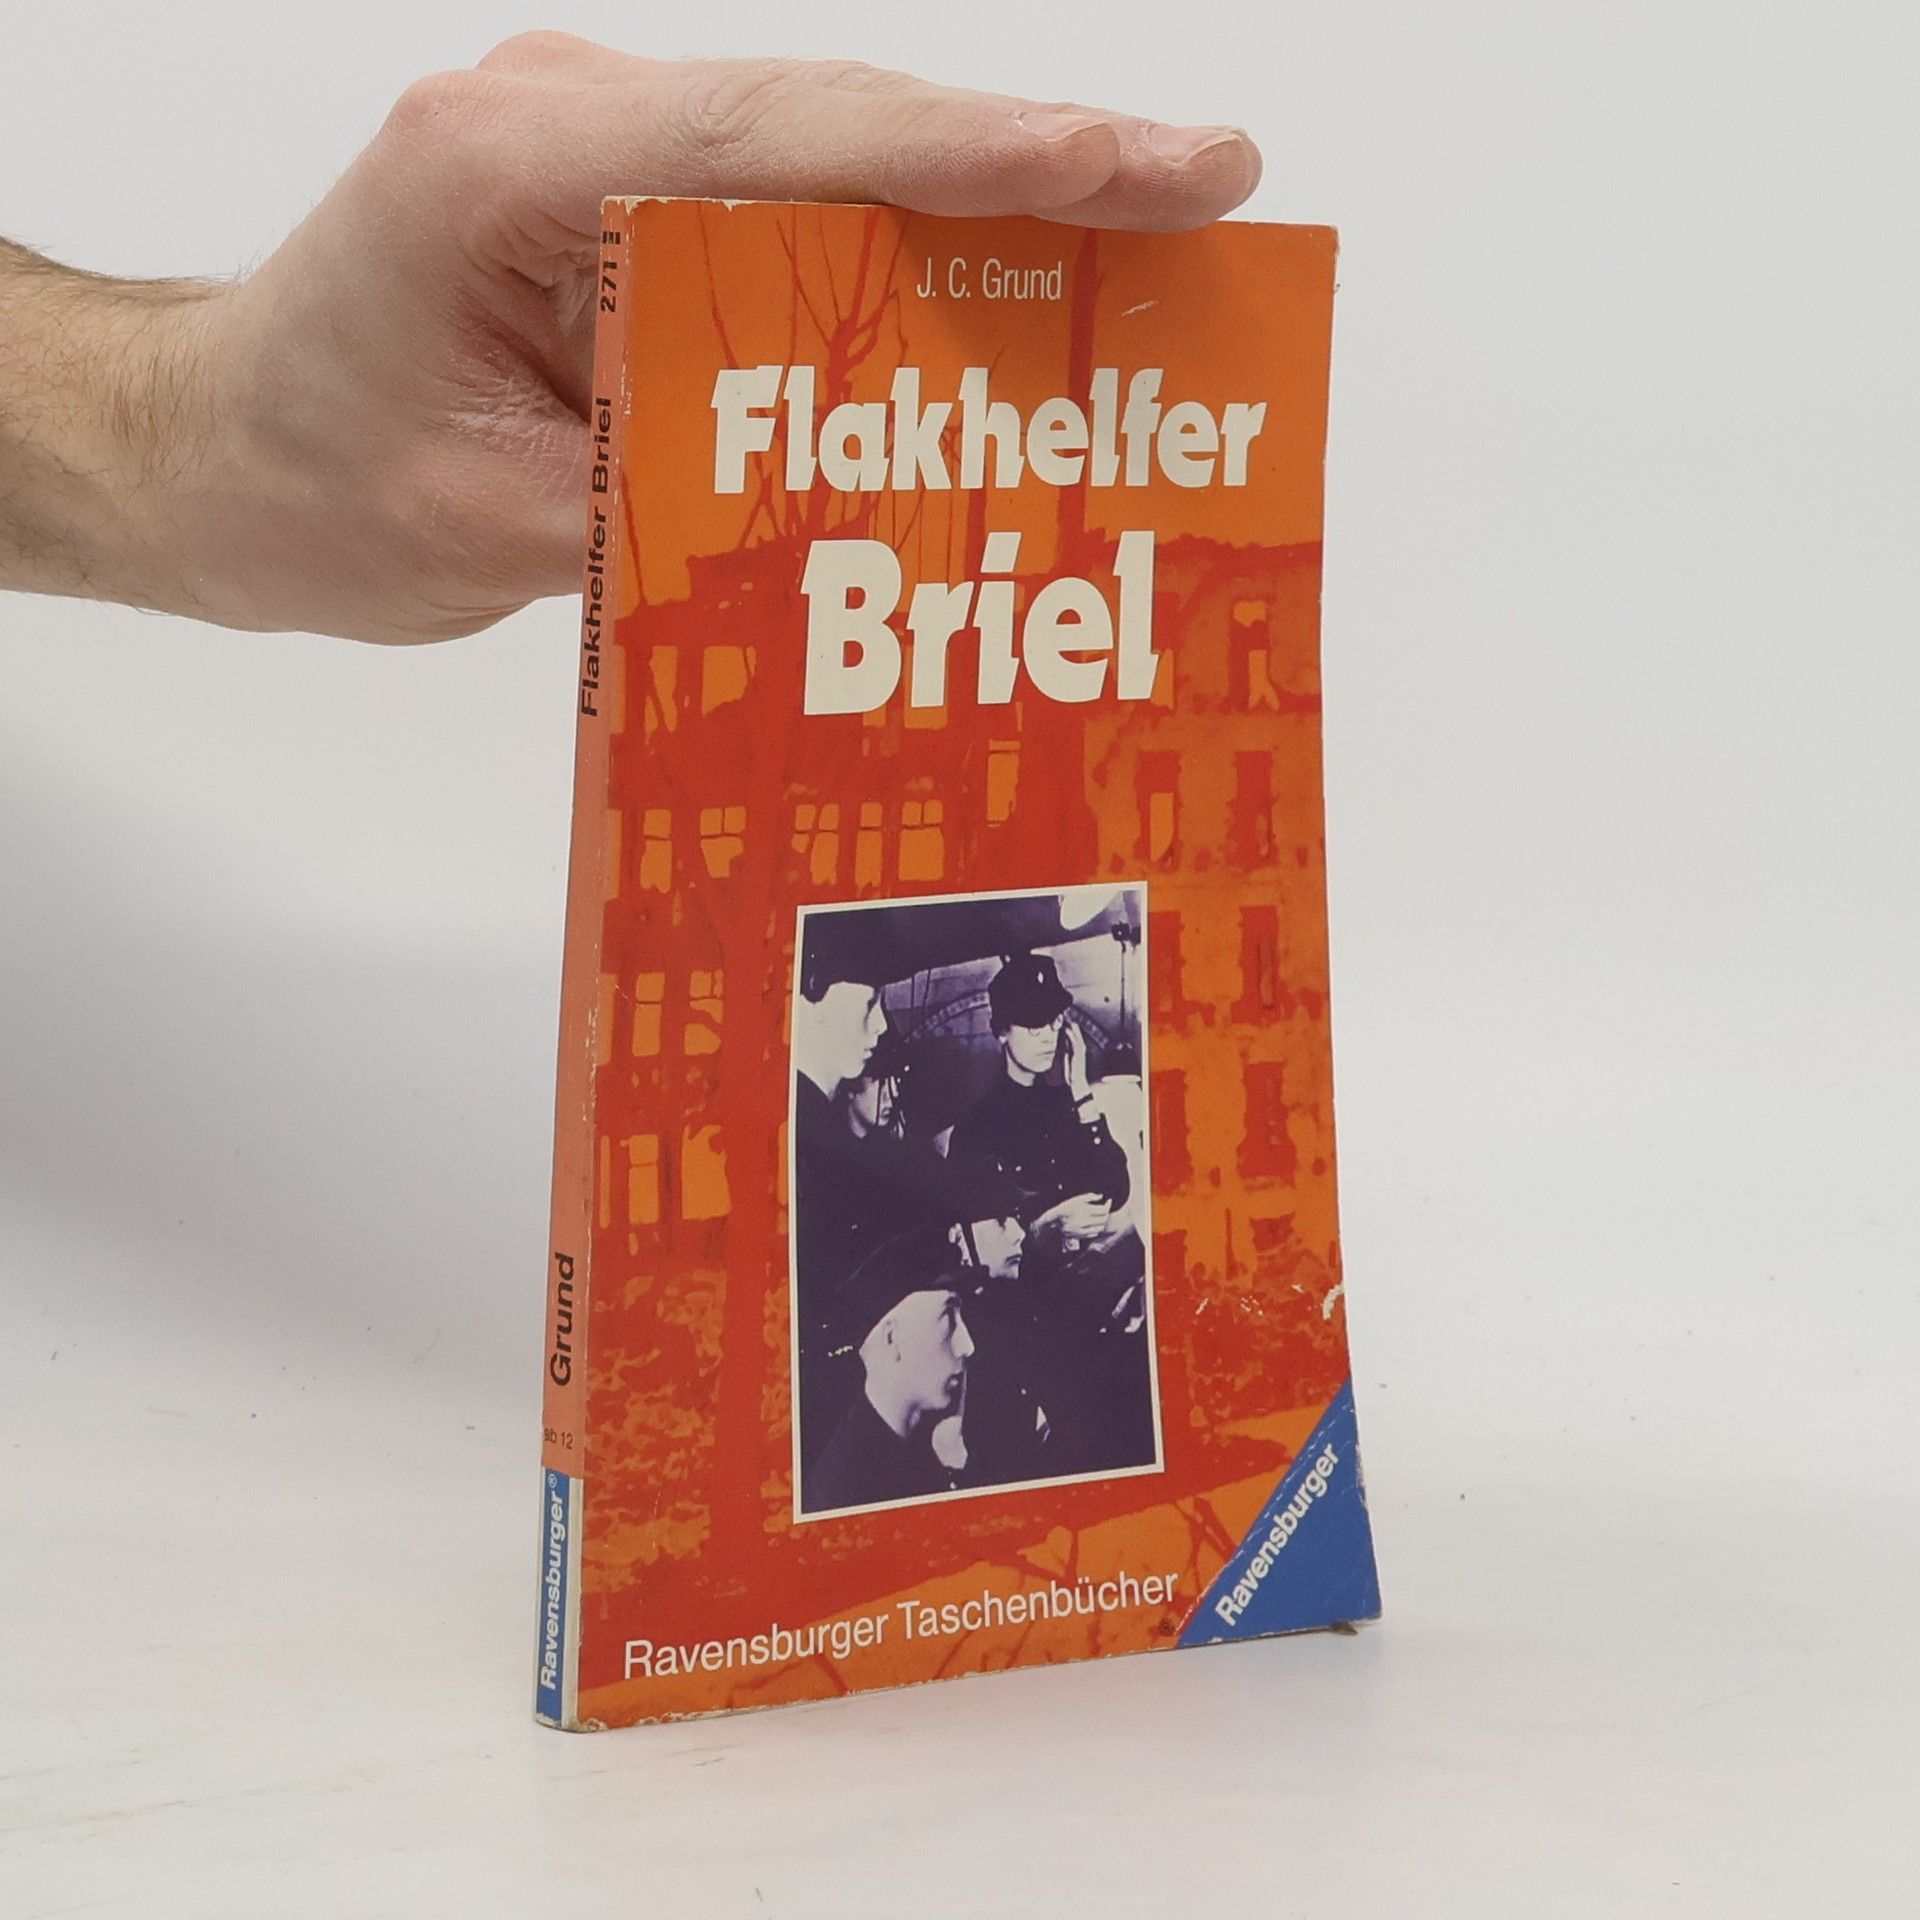 J. C. Grund
Flakhelfer
Briel
Ravensburger Taschenbücher
Ravensburger
271
Flakhelfer Briel
Grund
ab 12
Ravensburger®